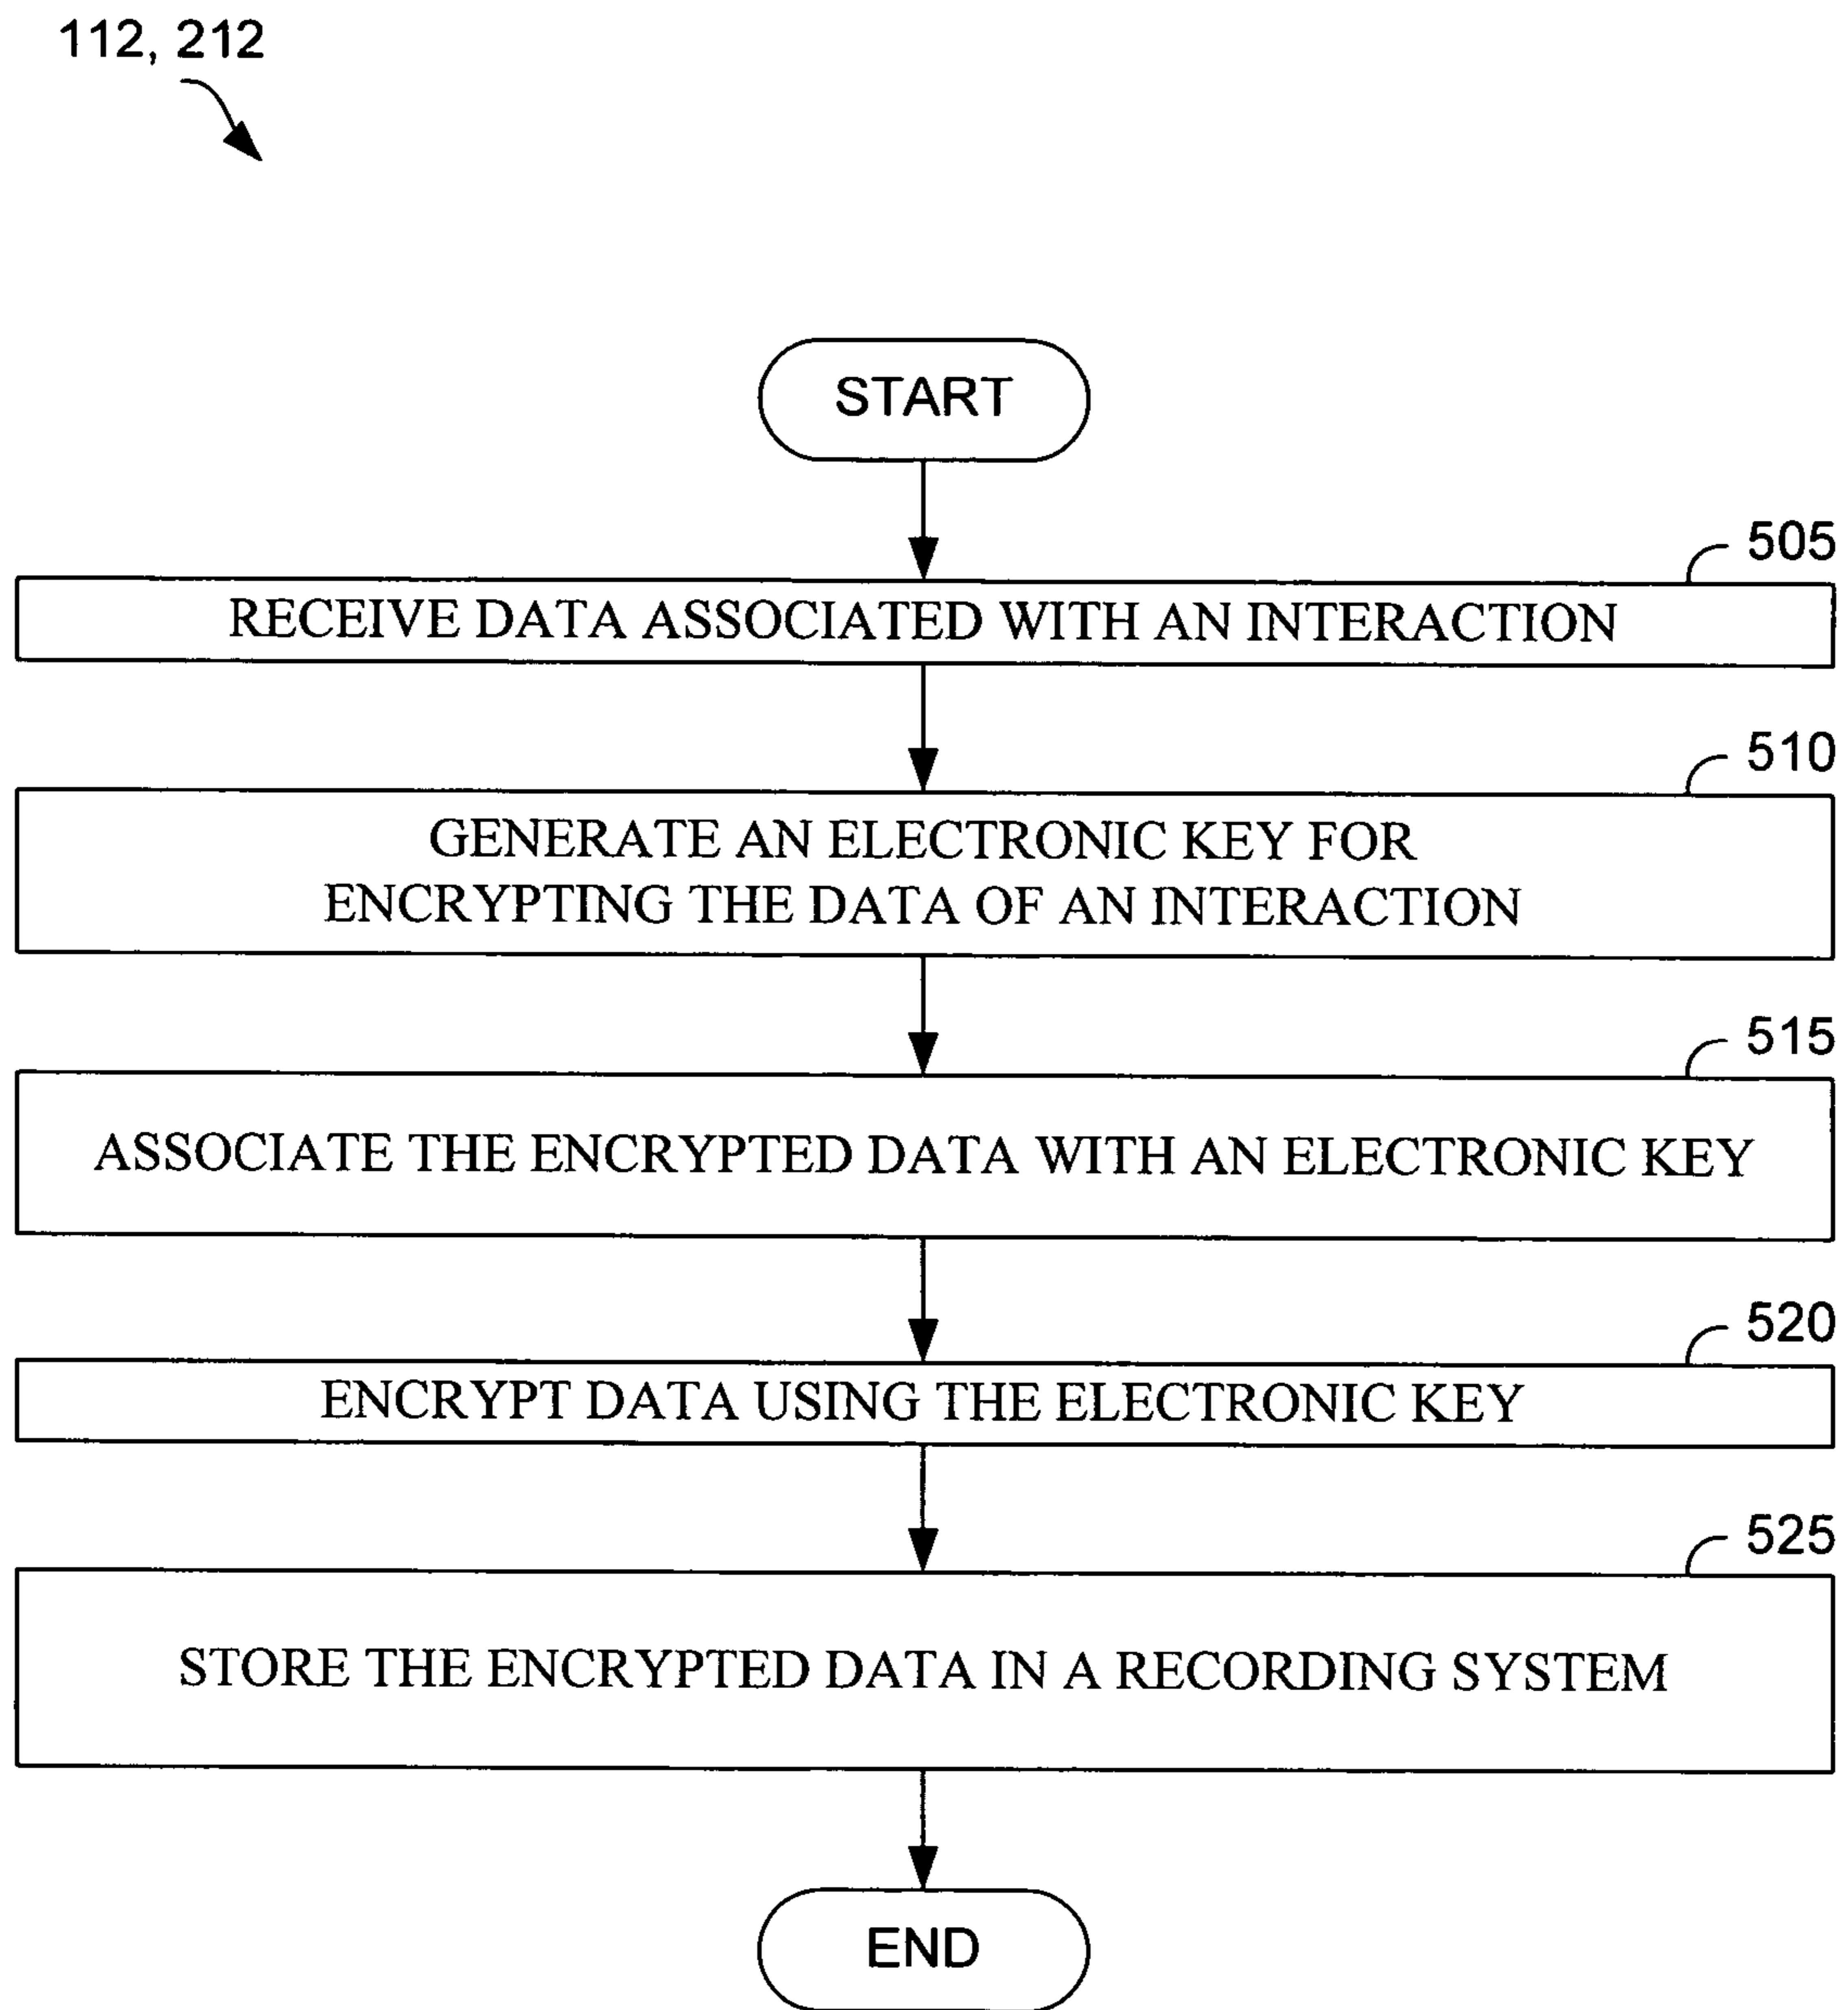 112, 212
START
505
RECEIVE DATA ASSOCIATED WITH AN INTERACTION
510
GENERATE AN ELECTRONIC KEY FOR
ENCRYPTING THE DATA OF AN INTERACTION
515
ASSOCIATE THE ENCRYPTED DATA WITH AN ELECTRONIC KEY
520
ENCRYPT DATA USING THE ELECTRONIC KEY
525
STORE THE ENCRYPTED DATA IN A RECORDING SYSTEM
END